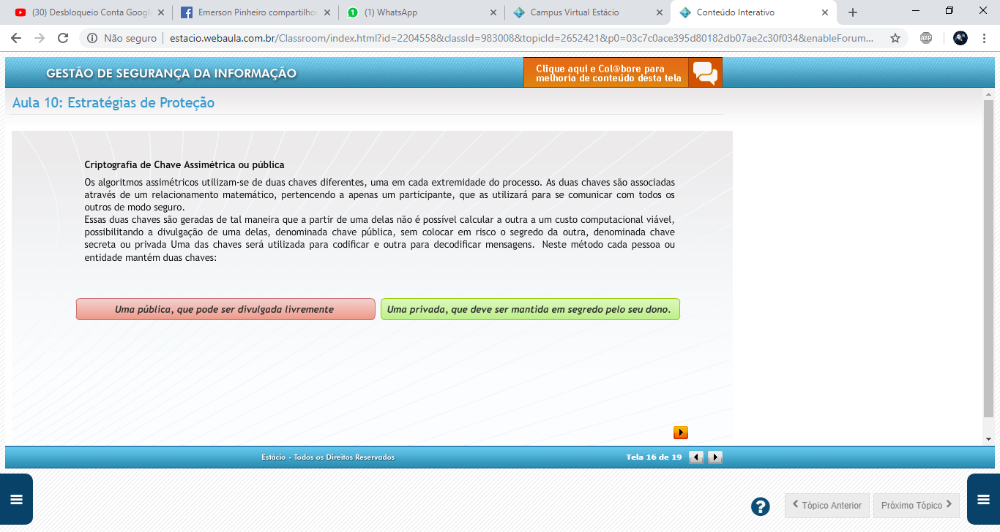 (30) Desbloqueio Conta Googl
Emerson Pinheiro compartilho
(1) WhatsApp
Campus Virtual Estácio
Conteúdo Interativo
Não seguro
estacio.webaula.com.br/Classroom/index.html?id=2204558&classId=983008&topicId=2652421&p0=03c7c0ace395d80182db07ae2c30f034&enableForum...
ABP
GESTÃO DE SEGURANÇA DA INFORMAÇÃO
Clique aqui e Col@bore para
melhoria de conteúdo desta tela
Aula 10: Estratégias de Proteção
Criptografia de Chave Assimétrica ou pública
Os algoritmos assimétricos utilizam-se de duas chaves diferentes, uma em cada extremidade do processo. As duas chaves são associadas
através de um relacionamento matemático, pertencendo a apenas um participante, que as utilizará para se comunicar com todos os
outros de modo seguro.
Essas duas chaves são geradas de tal maneira que a partir de uma delas não é possível calcular a outra a um custo computacional viável,
possibilitando a divulgação de uma delas, denominada chave pública, sem colocar em risco o segredo da outra, denominada chave
secreta ou privada Uma das chaves será utilizada para codificar e outra para decodificar mensagens. Neste método cada pessoa ou
entidade mantém duas chaves:
Uma pública, que pode ser divulgada livremente
Uma privada, que deve ser mantida em segredo pelo seu dono.
Estácio - Todos os Direitos Reservados
Tela 16 de 19
?
Tópico Anterior
Próximo Tópico